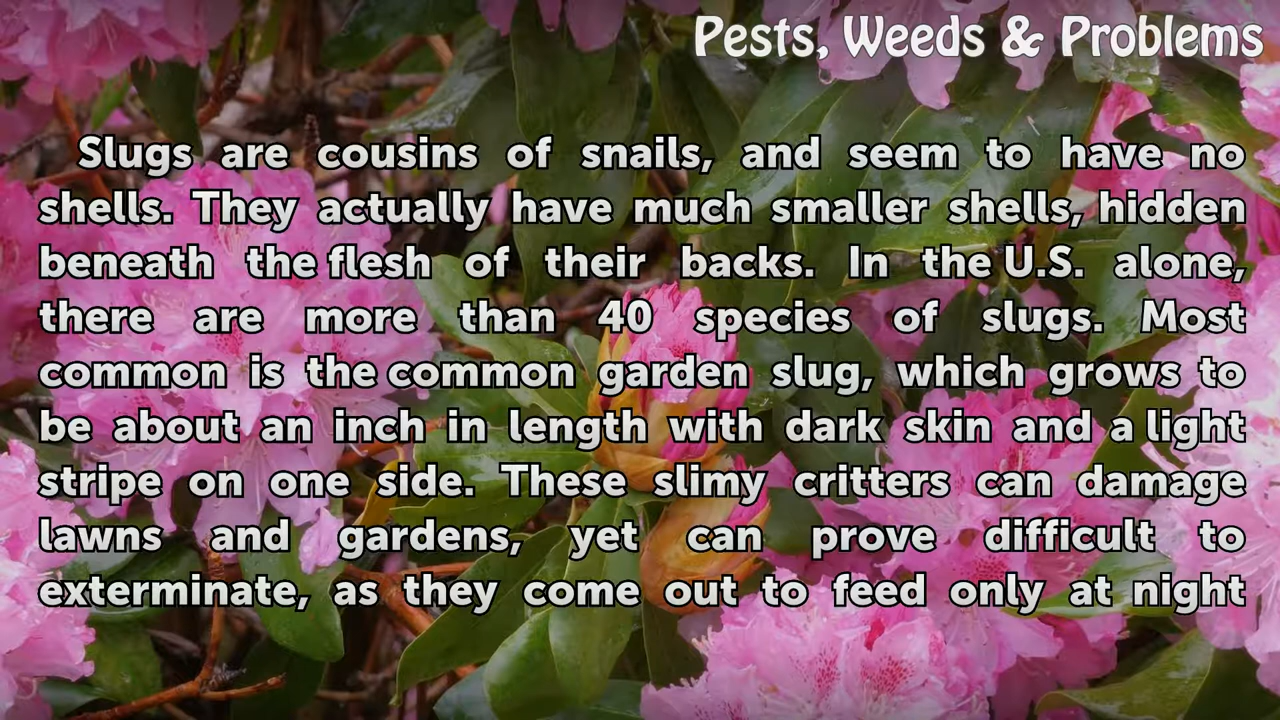 Pests, Weeds & Problems
Slugs are cousins of snails, and seem to have no
shells. They actually have much smaller shells, hidden
beneath the flesh of their backs. In the U.S. alone,
there are more than 40 species of slugs. Most
common is the common garden slug, which grows to
be about an inch in length with dark skin and a light
stripe on one side. These slimy critters can damage
lawns and gardens, yet can prove difficult to
exterminate, as they come out to feed only at night